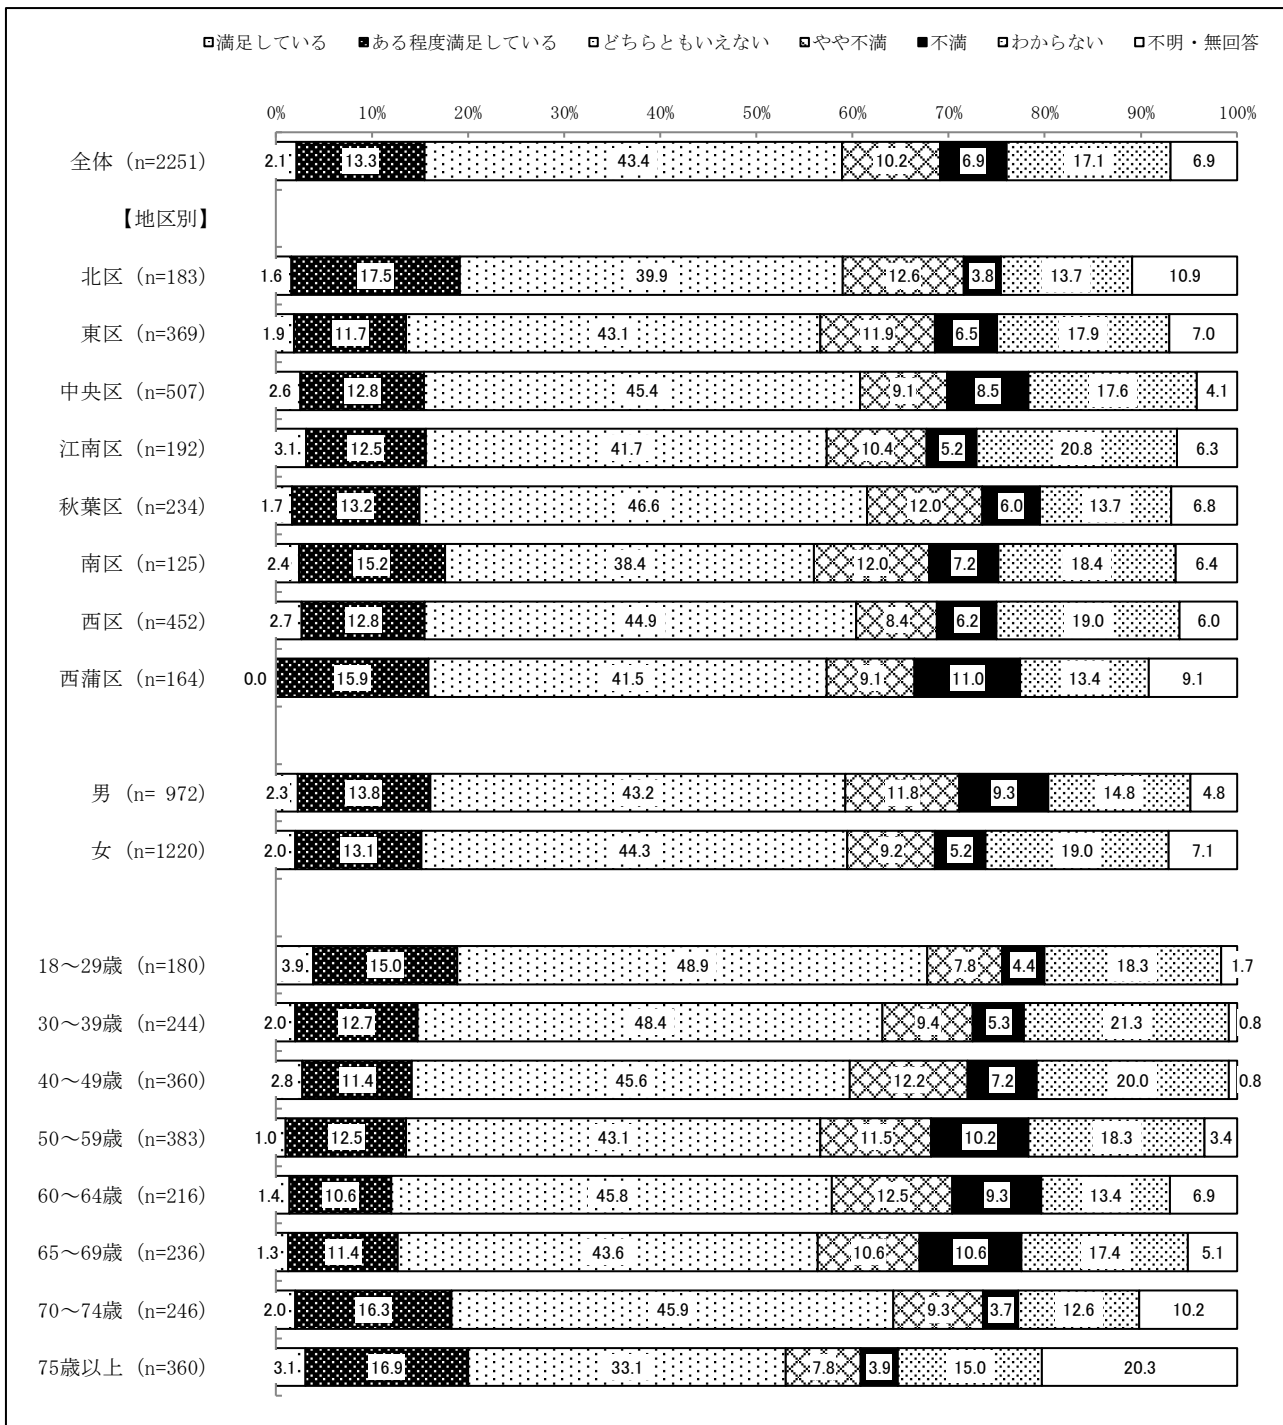 満足している ある程度満足している どちらともいえない やや不満 不満 わからない 不明・無回答
0% 10% 20% 30% 40% 50% 60% 70% 80% 90% 100%
全体 (n=2251) 2.1 13.3 43.4 10.2 6.9 17.1 6.9
【地区別】
北区 (n=183) 1.6 17.5 39.9 12.6 3.8 13.7 10.9
東区 (n=369) 1.9 11.7 43.1 11.9 6.5 17.9 7.0
中央区 (n=507) 2.6 12.8 45.4 9.1 8.5 17.6 4.1
江南区 (n=192) 3.1 12.5 41.7 10.4 5.2 20.8 6.3
秋葉区 (n=234) 1.7 13.2 46.6 12.0 6.0 13.7 6.8
南区 (n=125) 2.4 15.2 38.4 12.0 7.2 18.4 6.4
西区 (n=452) 2.7 12.8 44.9 8.4 6.2 19.0 6.0
西蒲区 (n=164) 0.0 15.9 41.5 9.1 11.0 13.4 9.1
男 (n= 972) 2.3 13.8 43.2 11.8 9.3 14.8 4.8
女 (n=1220) 2.0 13.1 44.3 9.2 5.2 19.0 7.1
18～29歳 (n=180) 3.9 15.0 48.9 7.8 4.4 18.3 1.7
30～39歳 (n=244) 2.0 12.7 48.4 9.4 5.3 21.3 0.8
40～49歳 (n=360) 2.8 11.4 45.6 12.2 7.2 20.0 0.8
50～59歳 (n=383) 1.0 12.5 43.1 11.5 10.2 18.3 3.4
60～64歳 (n=216) 1.4 10.6 45.8 12.5 9.3 13.4 6.9
65～69歳 (n=236) 1.3 11.4 43.6 10.6 10.6 17.4 5.1
70～74歳 (n=246) 2.0 16.3 45.9 9.3 3.7 12.6 10.2
75歳以上 (n=360) 3.1 16.9 33.1 7.8 3.9 15.0 20.3